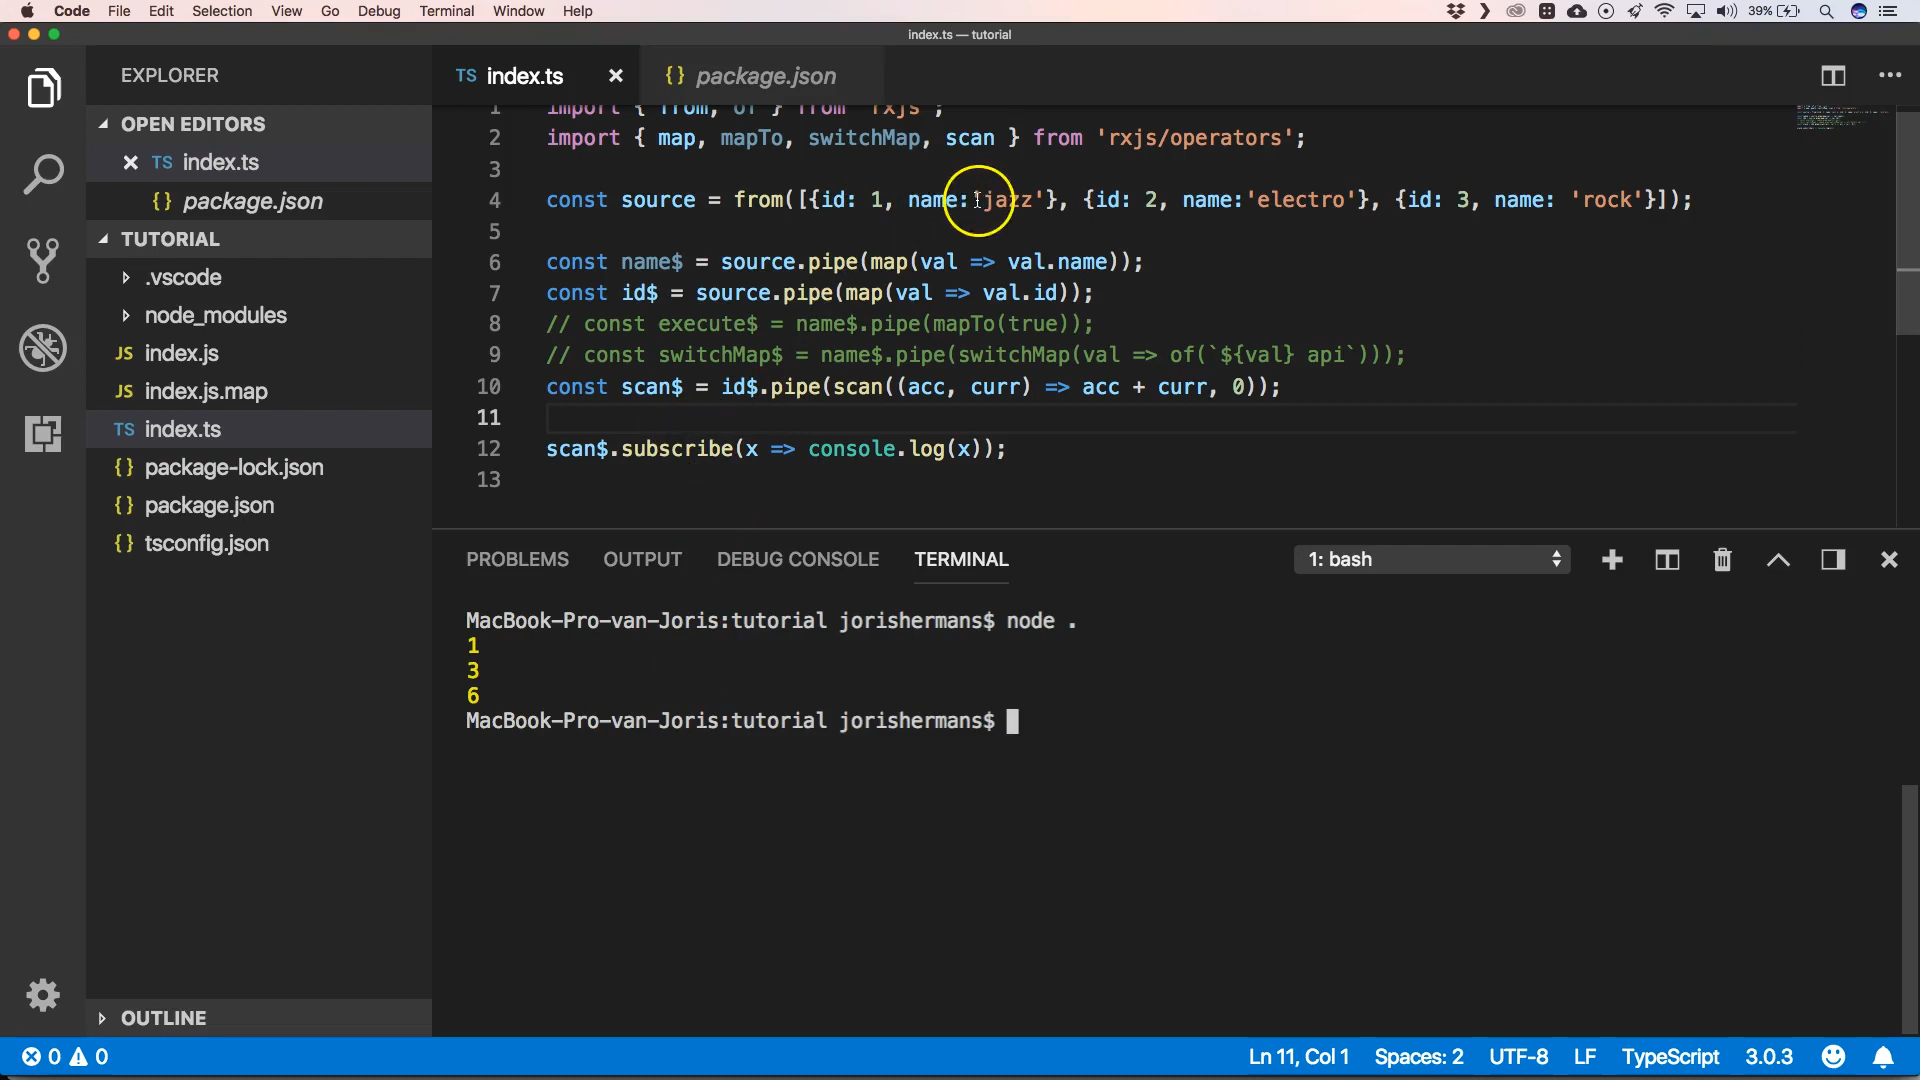 Code File Edit Selection View Go Debug Terminal Window Help 39%
index.ts — tutorial
EXPLORER
OPEN EDITORS
TS index.ts
{} package.json
TUTORIAL
.vscode
node_modules
JS index.js
JS index.js.map
TS index.ts
{} package-lock.json
{} package.json
{} tsconfig.json
OUTLINE
TS index.ts
{} package.json
1 import { from, of } from 'rxjs';
2 import { map, mapTo, switchMap, scan } from 'rxjs/operators';
3
4 const source = from([{id: 1, name:'jazz'}, {id: 2, name:'electro'}, {id: 3, name: 'rock'}]);
5
6 const name$ = source.pipe(map(val => val.name));
7 const id$ = source.pipe(map(val => val.id));
8 // const execute$ = name$.pipe(mapTo(true));
9 // const switchMap$ = name$.pipe(switchMap(val => of(`${val} api`)));
10 const scan$ = id$.pipe(scan((acc, curr) => acc + curr, 0));
11
12 scan$.subscribe(x => console.log(x));
13
PROBLEMS OUTPUT DEBUG CONSOLE TERMINAL 1: bash
MacBook-Pro-van-Joris:tutorial jorishermans$ node .
1
3
6
MacBook-Pro-van-Joris:tutorial jorishermans$
0 0 Ln 11, Col 1 Spaces: 2 UTF-8 LF TypeScript 3.0.3